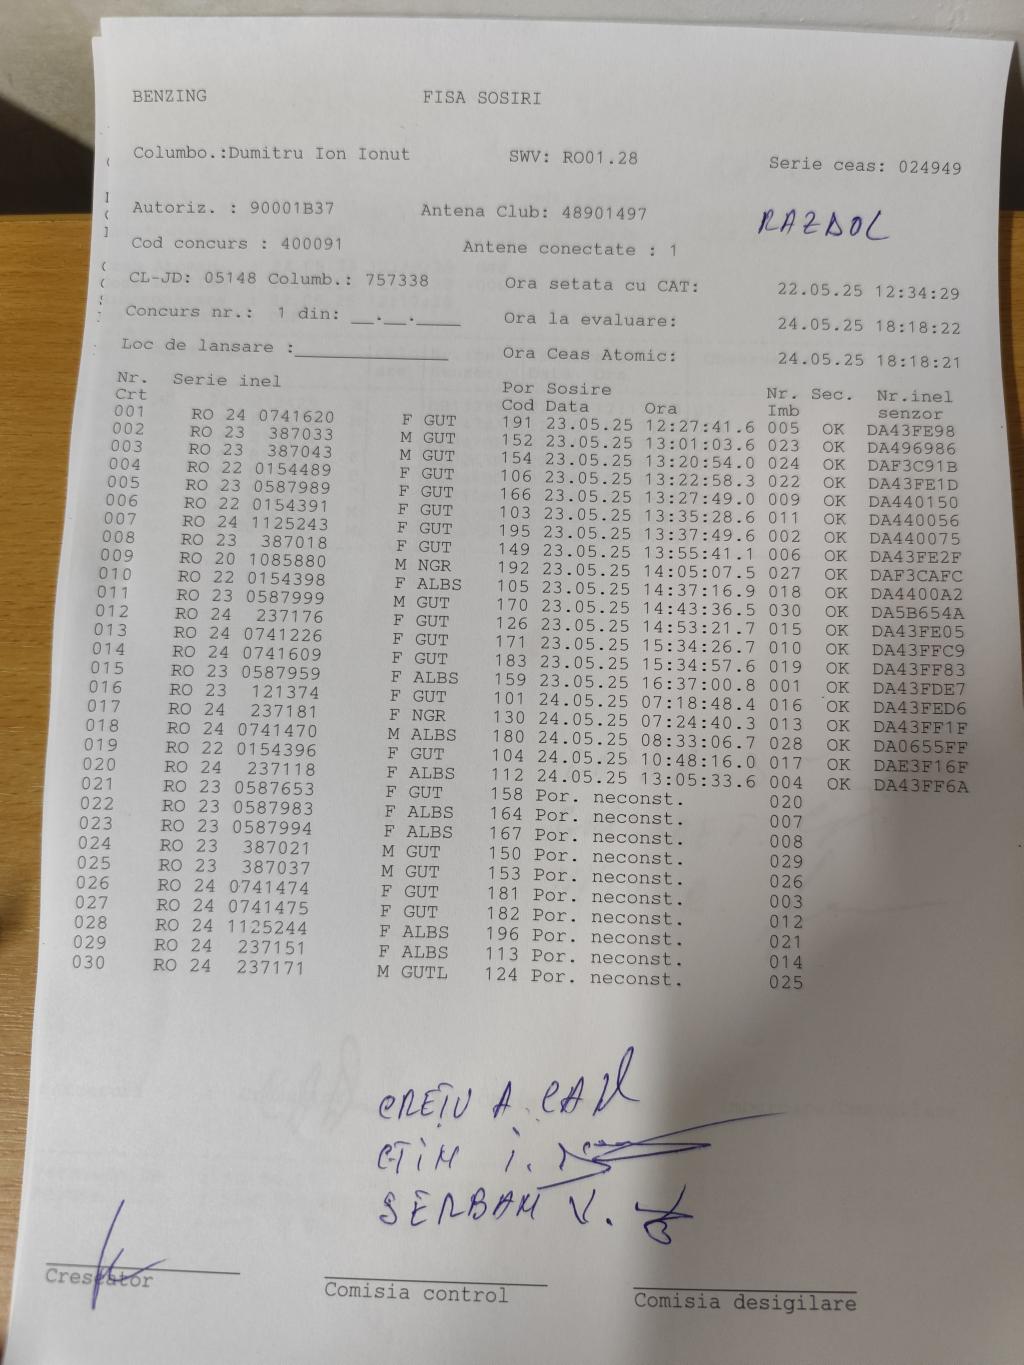 BENZING FISA SOSIRI
Columbo.:Dumitru Ion Ionut SWV: RO01.28 Serie ceas: 024949
Autoriz. : 90001B37 Antena Club: 48901497 RAZBOL
Cod concurs : 400091 Antene conectate : 1
CL-JD: 05148 Columb.: 757338 Ora setata cu CAT: 22.05.25 12:34:29
Concurs nr.: 1 din: __.__.____ Ora la evaluare: 24.05.25 18:18:22
Loc de lansare :______________ Ora Ceas Atomic: 24.05.25 18:18:21
Nr. Serie inel Por Sosire Nr. Sec. Nr.inel
Crt Cod Data Ora Imb senzor
001 RO 24 0741620 F GUT 191 23.05.25 12:27:41.6 005 OK DA43FE98
002 RO 23 387033 M GUT 152 23.05.25 13:01:03.6 023 OK DA496986
003 RO 23 387043 M GUT 154 23.05.25 13:20:54.0 024 OK DAF3C91B
004 RO 22 0154489 F GUT 106 23.05.25 13:22:58.3 022 OK DA43FE1D
005 RO 23 0587989 F GUT 166 23.05.25 13:27:49.0 009 OK DA440150
006 RO 22 0154391 F GUT 103 23.05.25 13:35:28.6 011 OK DA440056
007 RO 24 1125243 F GUT 195 23.05.25 13:37:49.6 002 OK DA440075
008 RO 23 387018 F GUT 149 23.05.25 13:55:41.1 006 OK DA43FE2F
009 RO 20 1085880 M NGR 192 23.05.25 14:05:07.5 027 OK DAF3CAFC
010 RO 22 0154398 F ALBS 105 23.05.25 14:37:16.9 018 OK DA4400A2
011 RO 23 0587999 M GUT 170 23.05.25 14:43:36.5 030 OK DA5B654A
012 RO 24 237176 F GUT 126 23.05.25 14:53:21.7 015 OK DA43FE05
013 RO 24 0741226 F GUT 171 23.05.25 15:34:26.7 010 OK DA43FFC9
014 RO 24 0741609 F GUT 183 23.05.25 15:34:57.6 019 OK DA43FF83
015 RO 23 0587959 F ALBS 159 23.05.25 16:37:00.8 001 OK DA43FDE7
016 RO 23 121374 F GUT 101 24.05.25 07:18:48.4 016 OK DA43FED6
017 RO 24 237181 F NGR 130 24.05.25 07:24:40.3 013 OK DA43FF1F
018 RO 24 0741470 M ALBS 180 24.05.25 08:33:06.7 028 OK DA0655FF
019 RO 22 0154396 F GUT 104 24.05.25 10:48:16.0 017 OK DAE3F16F
020 RO 24 237118 F ALBS 112 24.05.25 13:05:33.6 004 OK DA43FF6A
021 RO 23 0587653 F GUT 158 Por. neconst. 020
022 RO 23 0587983 F ALBS 164 Por. neconst. 007
023 RO 23 0587994 F ALBS 167 Por. neconst. 008
024 RO 23 387021 M GUT 150 Por. neconst. 029
025 RO 23 387037 M GUT 153 Por. neconst. 026
026 RO 24 0741474 F GUT 181 Por. neconst. 003
027 RO 24 0741475 F GUT 182 Por. neconst. 012
028 RO 24 1125244 F ALBS 196 Por. neconst. 021
029 RO 24 237151 F ALBS 113 Por. neconst. 014
030 RO 24 237171 M GUTL 124 Por. neconst. 025
CREȚU A.
I.
SERBAN V.
Crescator Comisia control Comisia desigilare